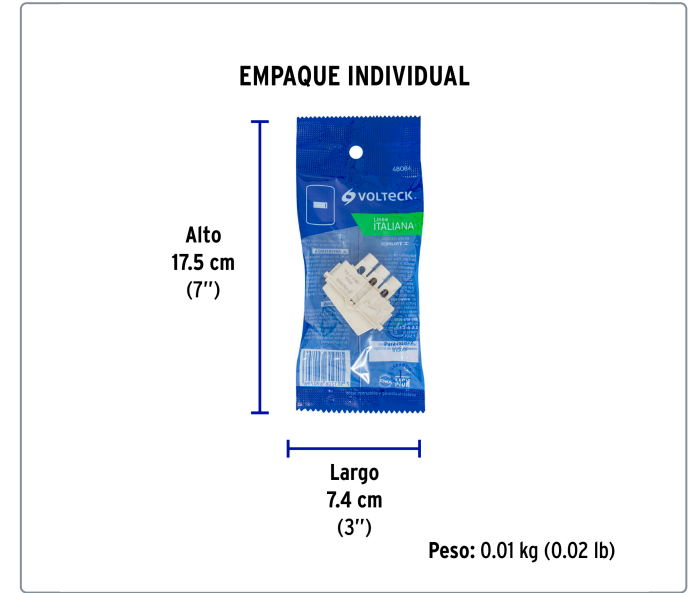 EMPAQUE INDIVIDUAL
Alto
17.5 cm
(7")
48084
VOLTECK
Línea
ITALIANA
Largo
7.4 cm
(3")
Peso: 0.01 kg (0.02 lb)